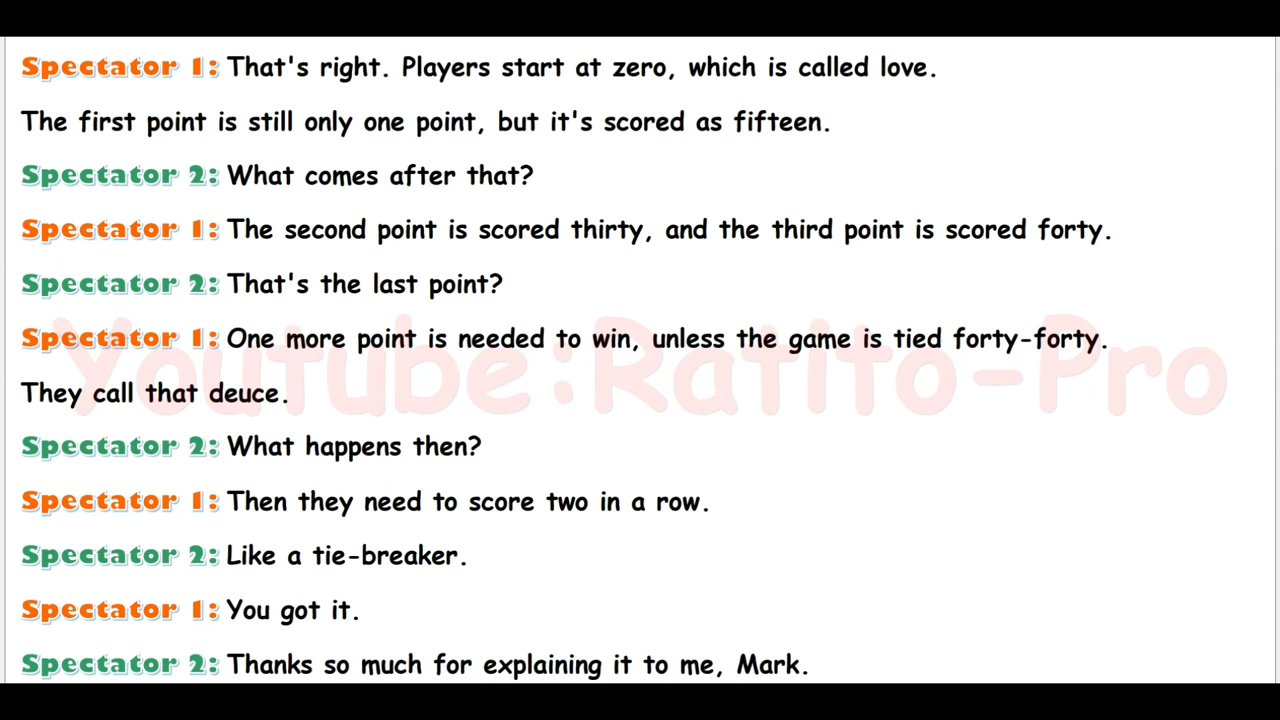 Spectator 1: That's right. Players start at zero, which is called love.
The first point is still only one point, but it's scored as fifteen.
Spectator 2: What comes after that?
Spectator 1: The second point is scored thirty, and the third point is scored forty.
Spectator 2: That's the last point?
Spectator 1: One more point is needed to win, unless the game is tied forty-forty.
Youtube:Ratito-Pro
They call that deuce.
Spectator 2: What happens then?
Spectator 1: Then they need to score two in a row.
Spectator 2: Like a tie-breaker.
Spectator 1: You got it.
Spectator 2: Thanks so much for explaining it to me, Mark.